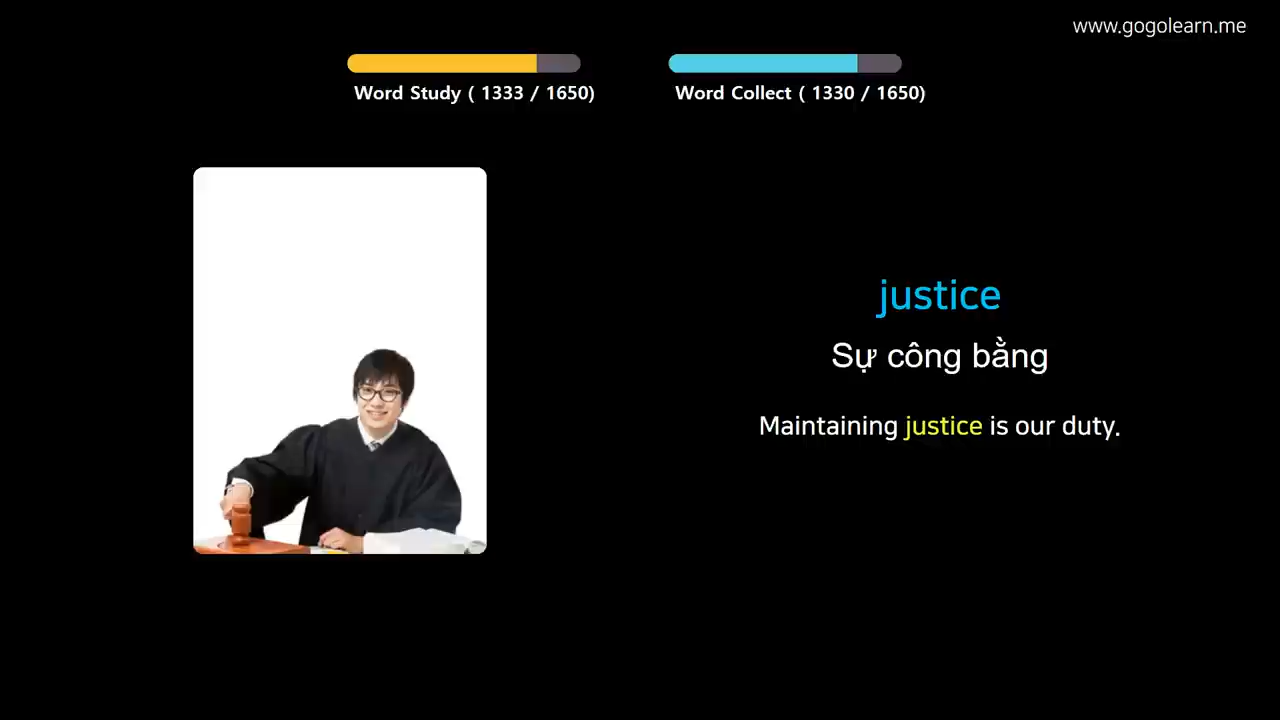 www.gogolearn.me
Word Study ( 1333 / 1650)
Word Collect ( 1330 / 1650)
justice
Sự công bằng
Maintaining justice is our duty.